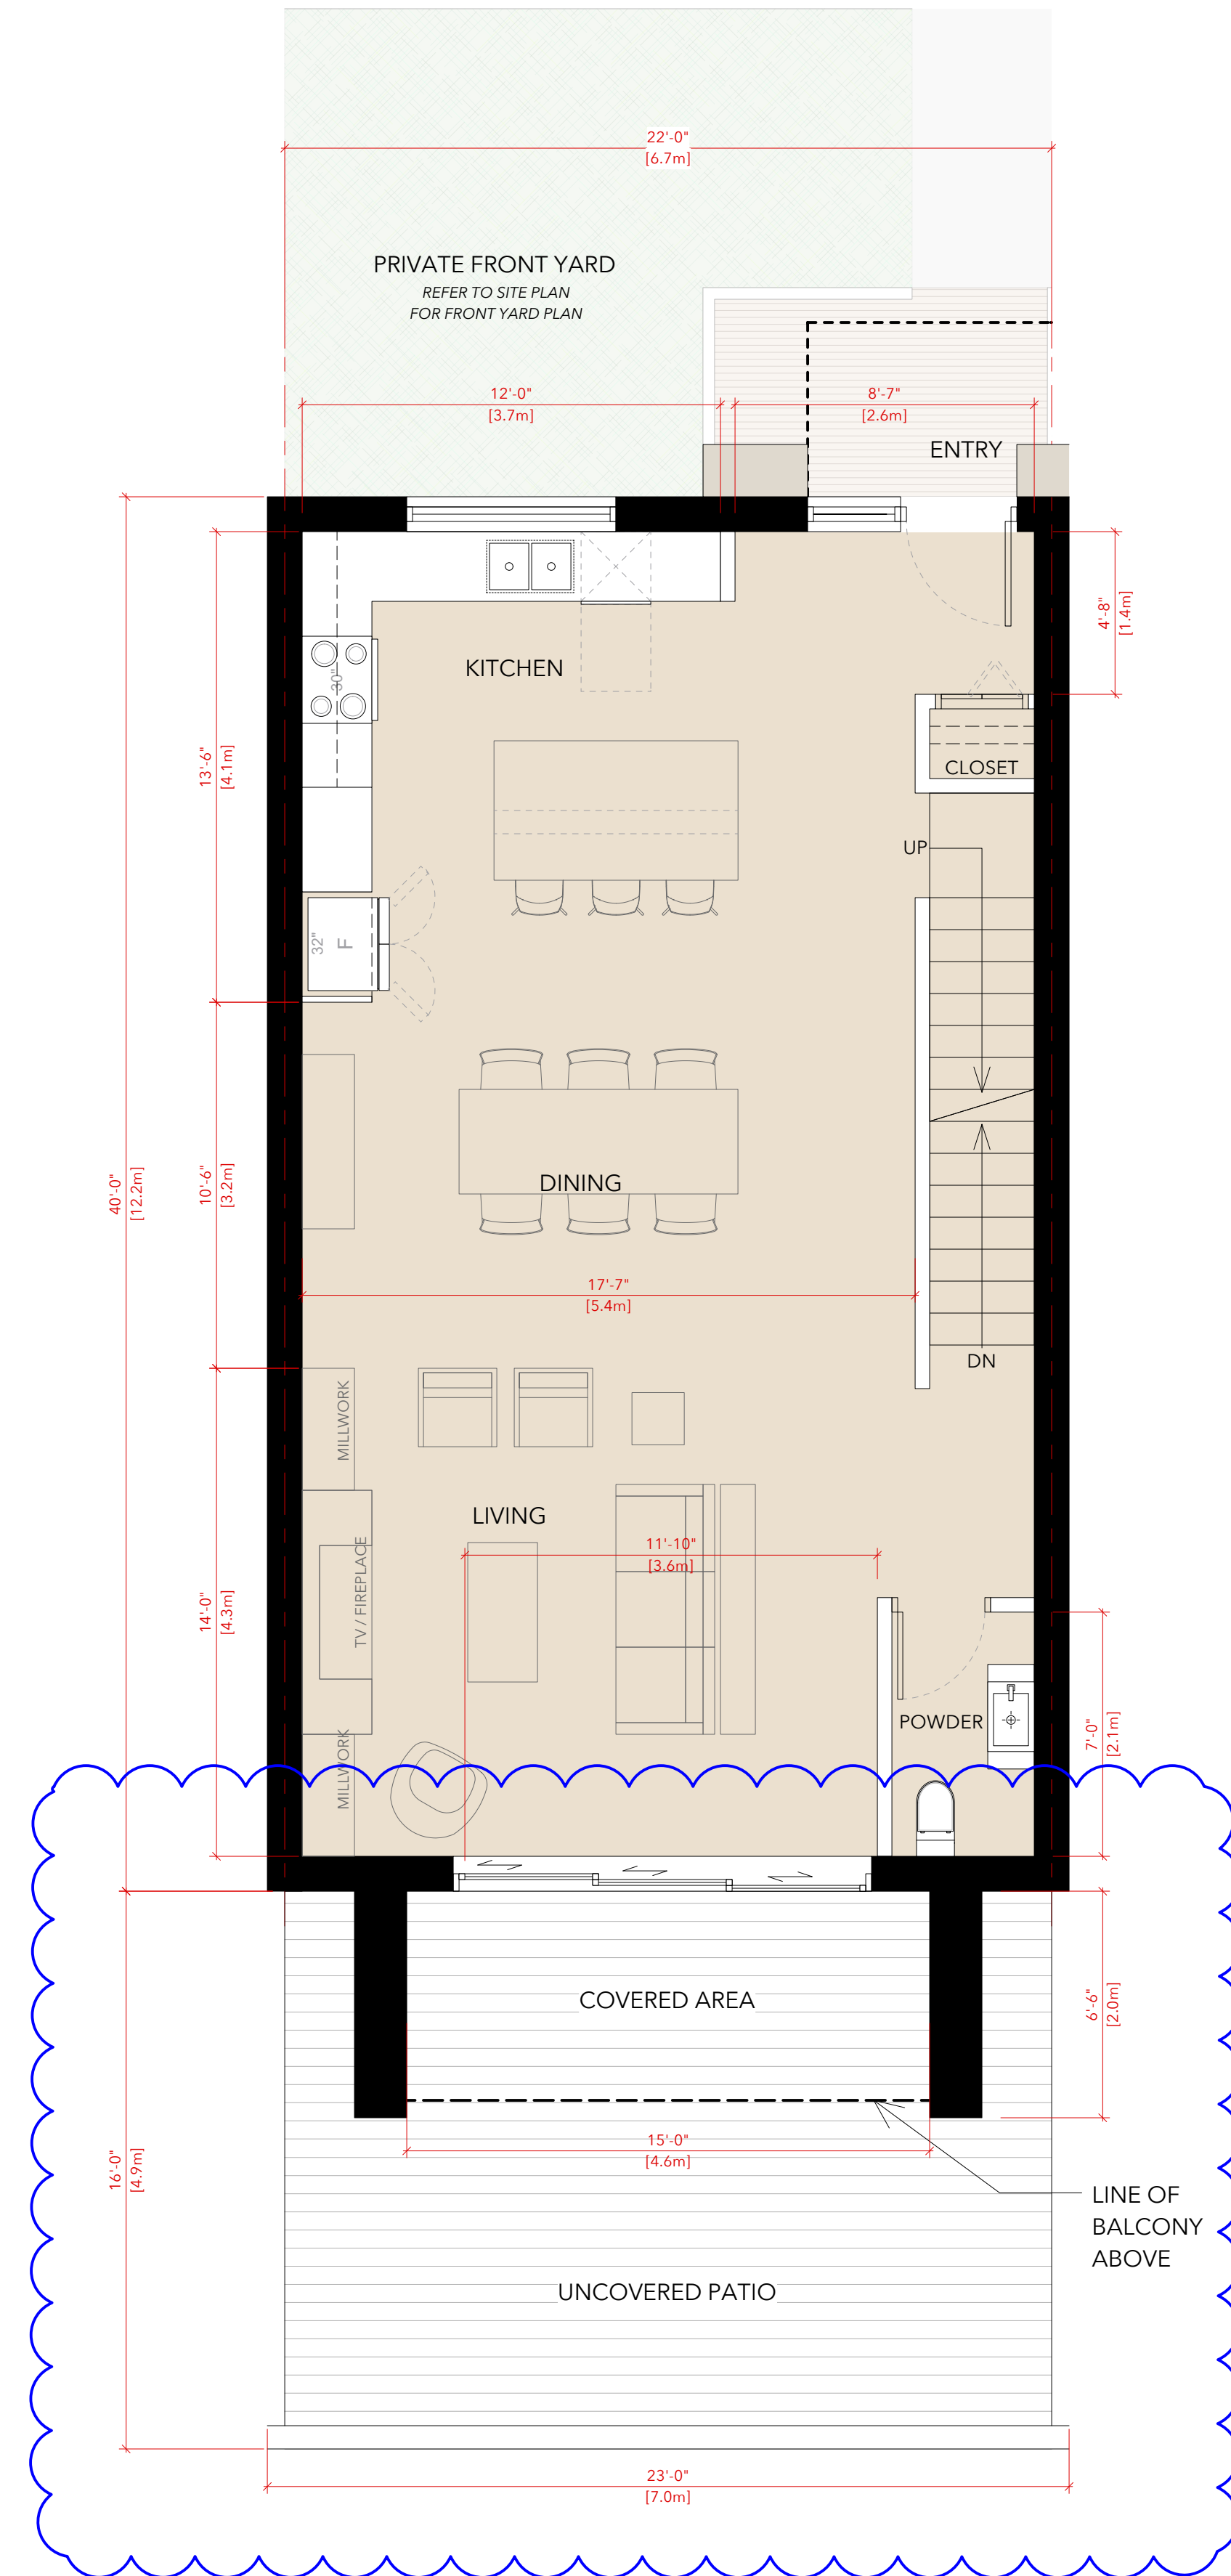 22'-0"
[6.7m]
PRIVATE FRONT YARD
REFER TO SITE PLAN
FOR FRONT YARD PLAN
12'-0"
[3.7m]
8'-7"
[2.6m]
ENTRY
4'-8"
[1.4m]
KITCHEN
30"
13'-6"
[4.1m]
CLOSET
UP
32"
F
40'-0"
[12.2m]
10'-6"
[3.2m]
DINING
17'-7"
[5.4m]
DN
MILLWORK
LIVING
11'-10"
[3.6m]
TV / FIREPLACE
14'-0"
[4.3m]
POWDER
7'-0"
[2.1m]
MILLWORK
COVERED AREA
6'-6"
[2.0m]
15'-0"
[4.6m]
16'-0"
[4.9m]
LINE OF
BALCONY
ABOVE
UNCOVERED PATIO
23'-0"
[7.0m]